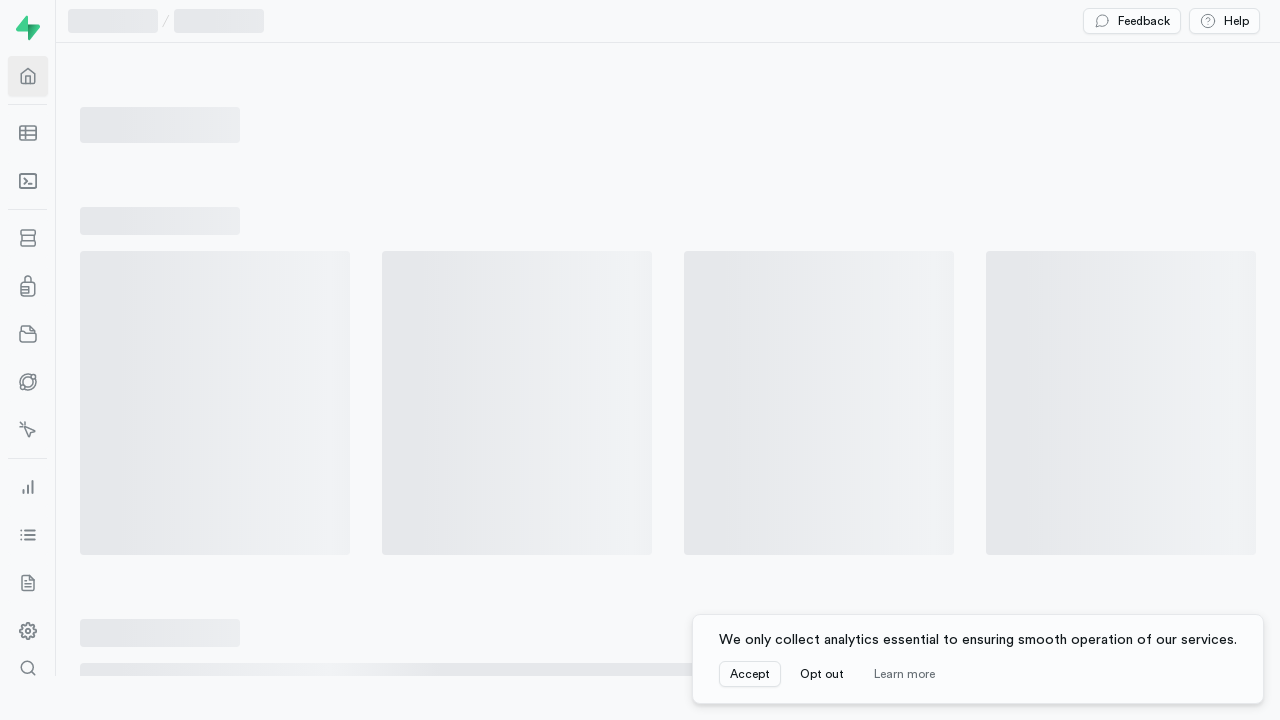 Feedback
Help
We only collect analytics essential to ensuring smooth operation of our services.
Accept
Opt out
Learn more